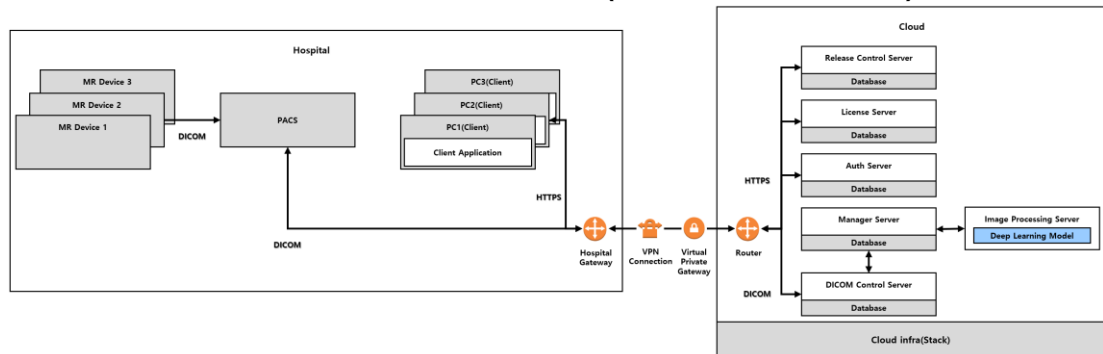 Hospital
MR Device 3
MR Device 2
MR Device 1
DICOM
PACS
PC3(Client)
PC2(Client)
PC1(Client)
Client Application
HTTPS
DICOM
Hospital
Gateway
VPN
Connection
Virtual
Private
Gateway
Router
Cloud
Release Control Server
Database
License Server
Database
Auth Server
Database
HTTPS
Manager Server
Database
Image Processing Server
Deep Learning Model
DICOM
DICOM Control Server
Database
Cloud infra(Stack)